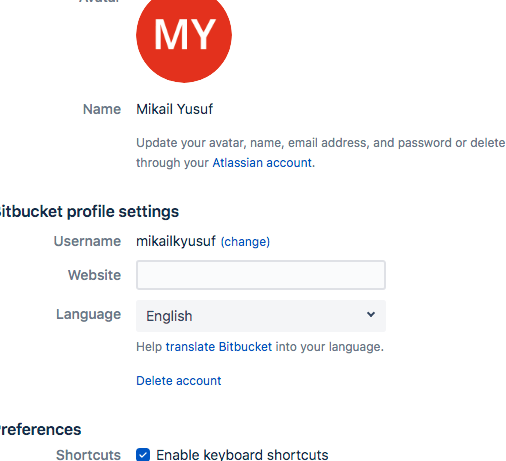 Avatar
MY
Name Mikail Yusuf
Update your avatar, name, email address, and password or delete
through your Atlassian account.
itbucket profile settings
Username mikailkyusuf (change)
Website
Language English
Help translate Bitbucket into your language.
Delete account
references
Shortcuts Enable keyboard shortcuts